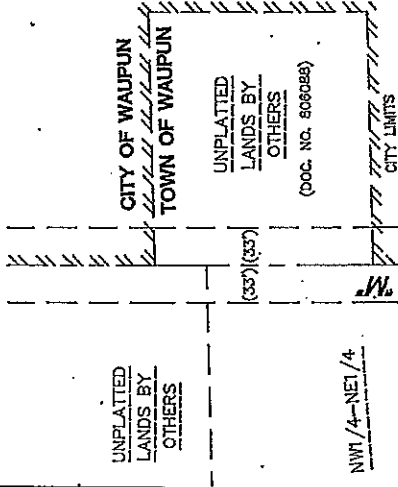 CITY OF WAUPUN
TOWN OF WAUPUN
UNPLATTED
LANDS BY
OTHERS
(DOC. NO. 806088)
CITY LIMITS
(33')
(33')
"M"
UNPLATTED
LANDS BY
OTHERS
NW1/4-NE1/4